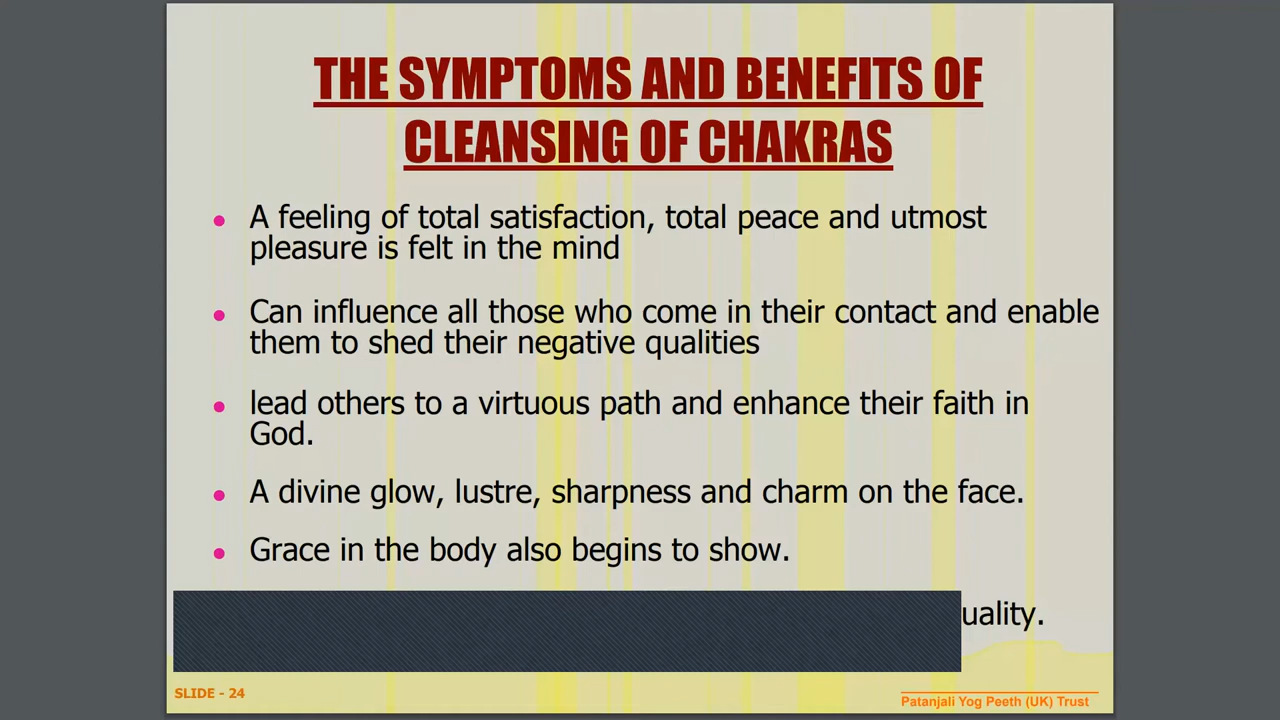 THE SYMPTOMS AND BENEFITS OF
CLEANSING OF CHAKRAS
A feeling of total satisfaction, total peace and utmost
pleasure is felt in the mind
Can influence all those who come in their contact and enable
them to shed their negative qualities
lead others to a virtuous path and enhance their faith in
God.
A divine glow, lustre, sharpness and charm on the face.
Grace in the body also begins to show.
uality.
SLIDE - 24
Patanjali Yog Peeth (UK) Trust